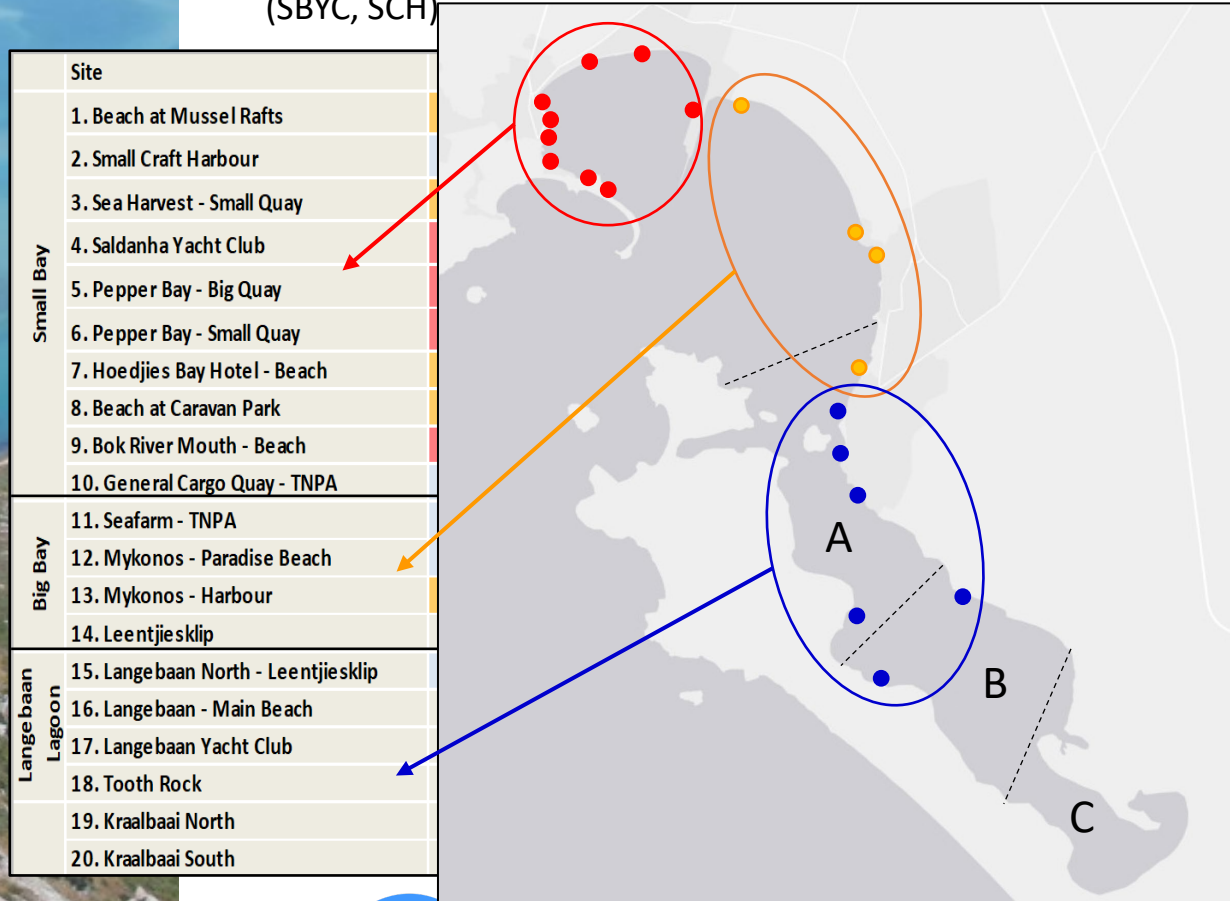 (SBYC, SCH)
Site
Small Bay
1. Beach at Mussel Rafts
2. Small Craft Harbour
3. Sea Harvest - Small Quay
4. Saldanha Yacht Club
5. Pepper Bay - Big Quay
6. Pepper Bay - Small Quay
7. Hoedjies Bay Hotel - Beach
8. Beach at Caravan Park
9. Bok River Mouth - Beach
10. General Cargo Quay - TNPA
Big Bay
11. Seafarm - TNPA
12. Mykonos - Paradise Beach
13. Mykonos - Harbour
14. Leentjiesklip
Langebaan
Lagoon
15. Langebaan North - Leentjiesklip
16. Langebaan - Main Beach
17. Langebaan Yacht Club
18. Tooth Rock
19. Kraalbaai North
20. Kraalbaai South
A
B
C